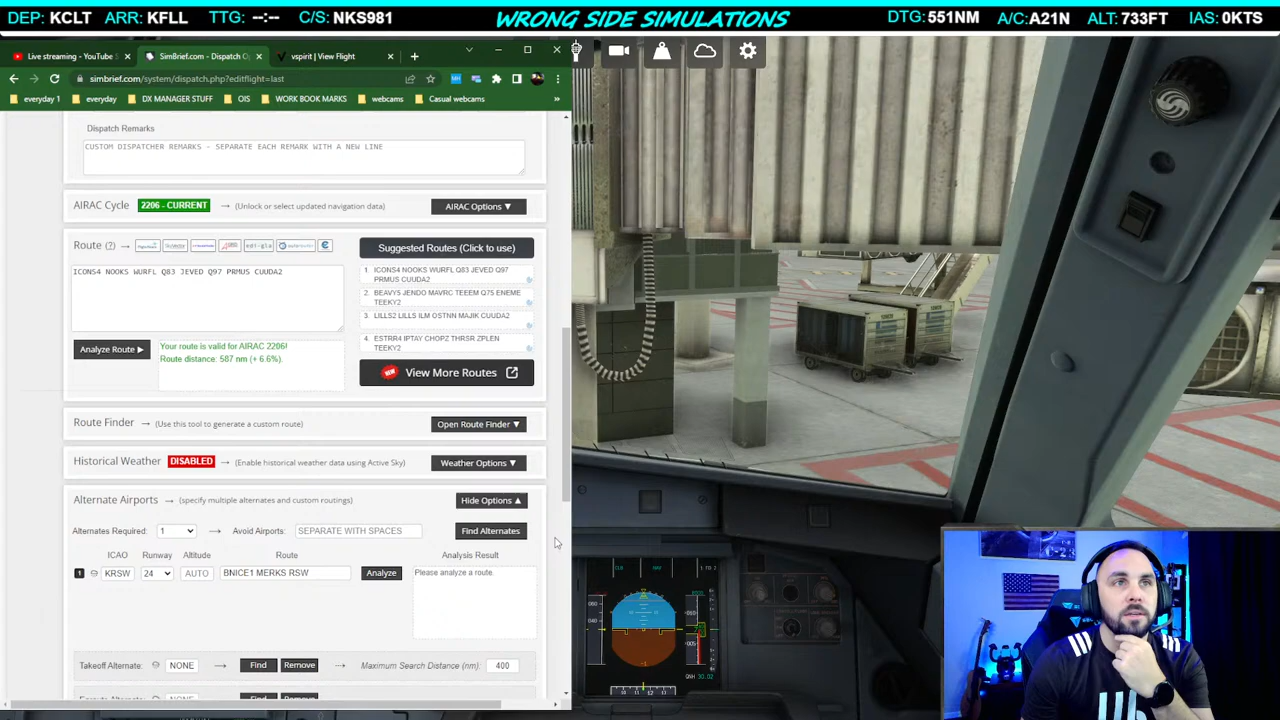 DEP: KCLT ARR: KFLL TTG: --:-- C/S: NKS981 WRONG SIDE SIMULATIONS DTG: 551NM A/C: A21N ALT: 733FT IAS: 0KTS
Live streaming - YouTube S
SimBrief.com - Dispatch O
vspirit | View Flight
simbrief.com/system/dispatch.php?editflight=last
everyday 1 everyday DX MANAGER STUFF OIS WORK BOOK MARKS webcams Casual webcams »
Dispatch Remarks
CUSTOM DISPATCHER REMARKS - SEPARATE EACH REMARK WITH A NEW LINE
AIRAC Cycle 2206 - CURRENT → (Unlock or select updated navigation data) AIRAC Options ▼
Route (?) → Suggested Routes (Click to use)
ICON54 NOOKS WURFL Q83 JEVED Q97 PRMUS CUUDA2
1. ICONS4 NOOKS WURFL Q83 JEVED Q97
PRMUS CUUDA2
2. BEAVY5 JENDO MAVRC TEEEM Q75 ENEME
TEEKY2
3. LILLS2 LILLS ILM OSTNN MAJIK CUUDA2
4. ESTRR4 IPTAY CHOPZ THRSR ZPLEN
TEEKY2
Analyze Route ▶
Your route is valid for AIRAC 2206!
Route distance: 587 nm (+ 6.6%).
NEW View More Routes
Route Finder → (Use this tool to generate a custom route) Open Route Finder ▼
Historical Weather DISABLED → (Enable historical weather data using Active Sky) Weather Options ▼
Alternate Airports → (specify multiple alternates and custom routings) Hide Options ▲
Alternates Required: 1 → Avoid Airports: SEPARATE WITH SPACES Find Alternates
ICAO Runway Altitude Route Analysis Result
1 KRSW 24 AUTO BNICE1 MERKS RSW Analyze Please analyze a route
Takeoff Alternate: NONE → Find Remove → Maximum Search Distance (nm): 400
CLB NAV 1 TO 2
QNH 30.02